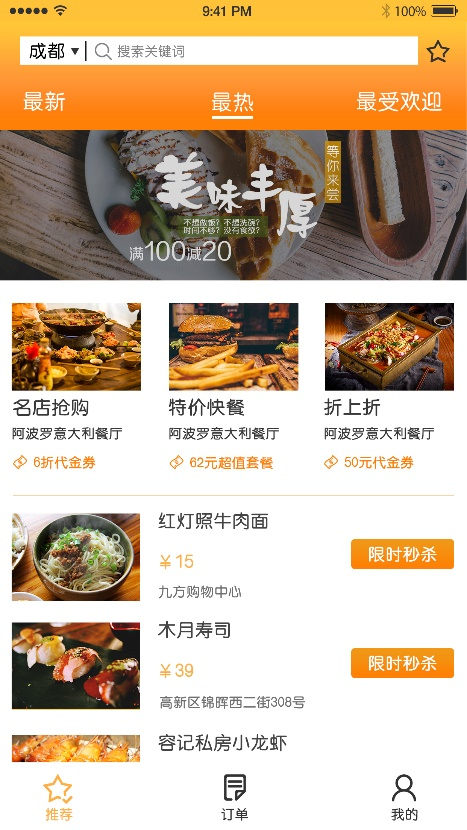 9:41 PM
100%
成都
搜索关键词
最新
最热
最受欢迎
美味丰厚
等你来尝
不想做饭？不想洗碗？
时间不够？没有食欲？
满100减20
名店抢购
特价快餐
折上折
阿波罗意大利餐厅
阿波罗意大利餐厅
阿波罗意大利餐厅
6折代金券
62元超值套餐
50元代金券
红灯照牛肉面
￥15
限时秒杀
九方购物中心
木月寿司
￥39
限时秒杀
高新区锦晖西二街308号
容记私房小龙虾
推荐
订单
我的